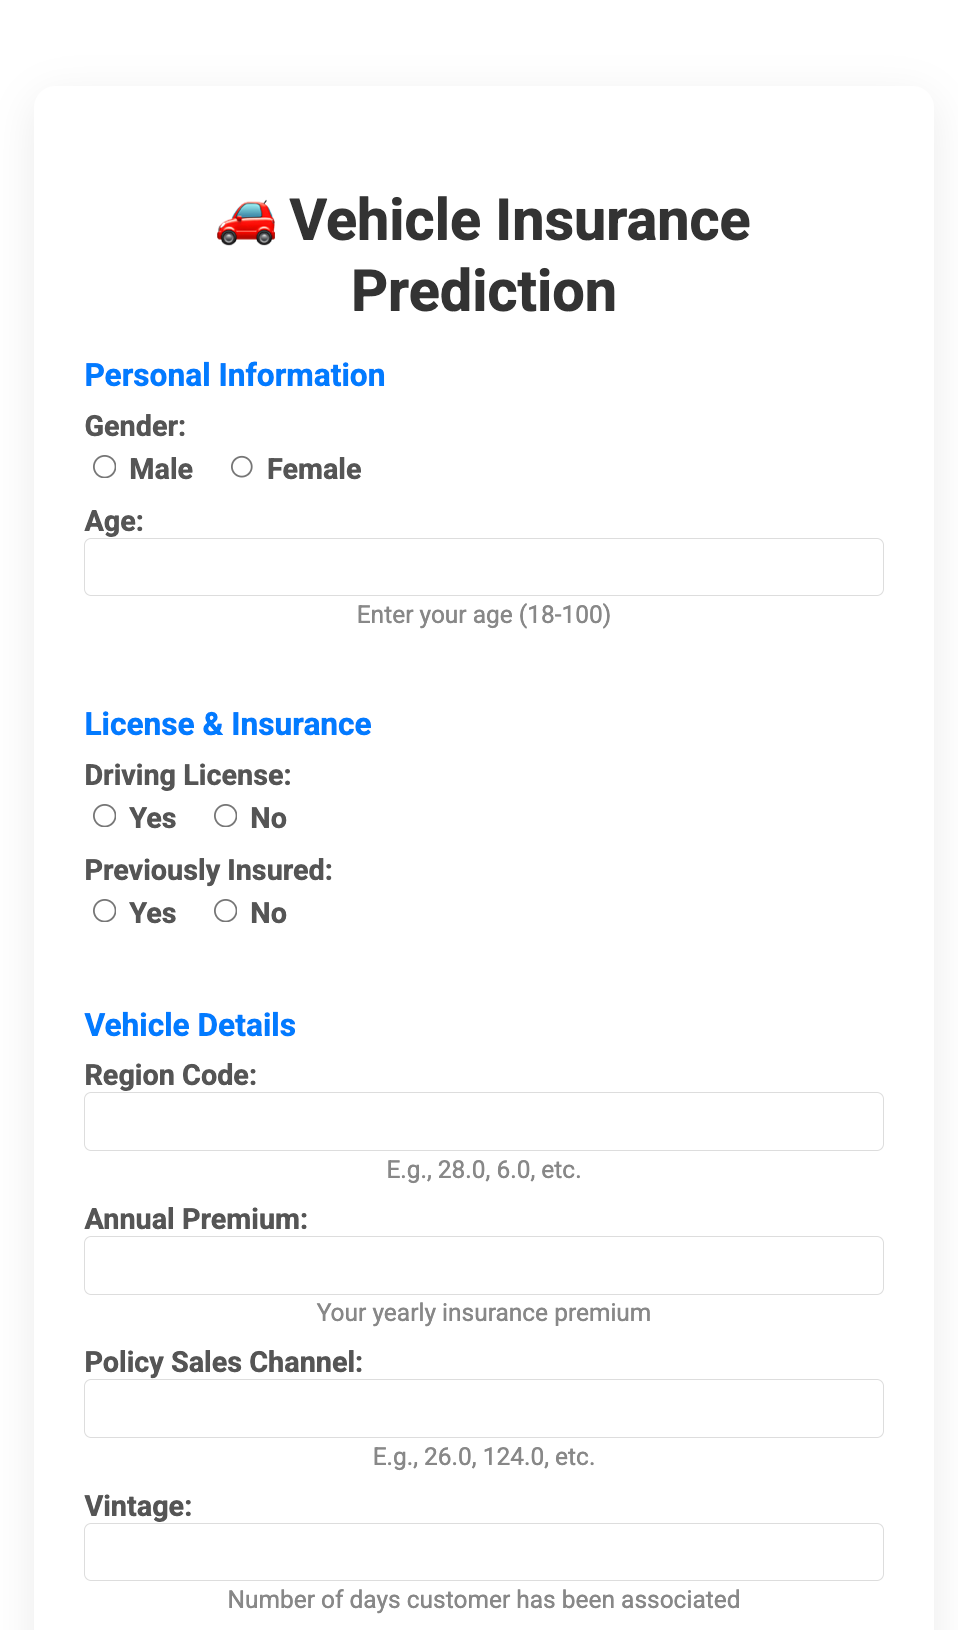 🚗 Vehicle Insurance
Prediction
Personal Information
Gender:
Male Female
Age:
Enter your age (18-100)
License & Insurance
Driving License:
Yes No
Previously Insured:
Yes No
Vehicle Details
Region Code:
E.g., 28.0, 6.0, etc.
Annual Premium:
Your yearly insurance premium
Policy Sales Channel:
E.g., 26.0, 124.0, etc.
Vintage:
Number of days customer has been associated